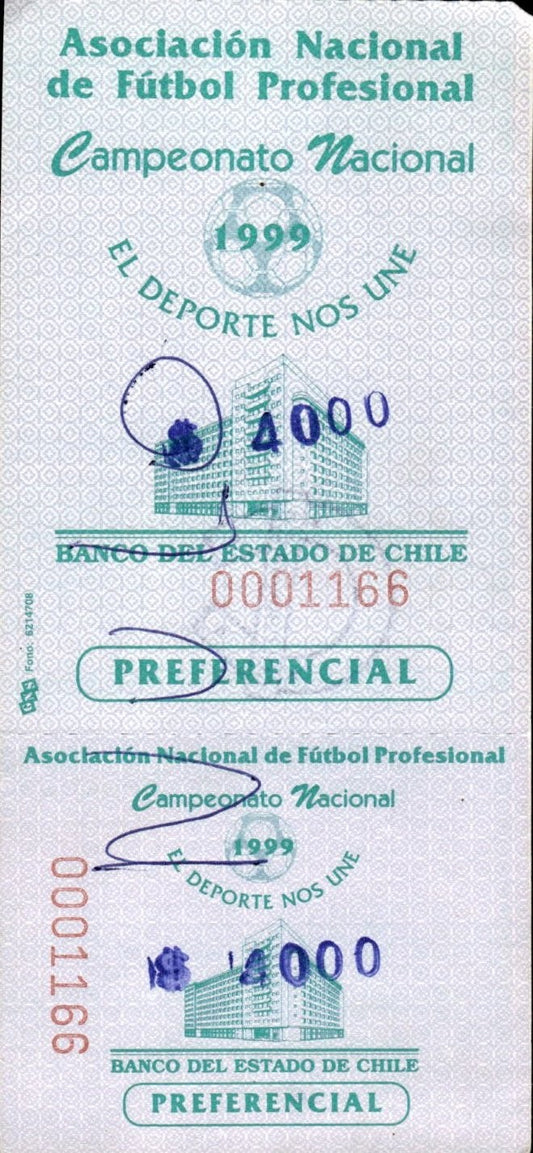 Asociación Nacional
de Fútbol Profesional
Campeonato Nacional
1999
EL DEPORTE NOS UNE
$ 4000
BANCO DEL ESTADO DE CHILE
0001166
Fono: 6214708
PREFERENCIAL
Asociación Nacional de Fútbol Profesional
Campeonato Nacional
1999
EL DEPORTE NOS UNE
0001166
$ 4000
BANCO DEL ESTADO DE CHILE
PREFERENCIAL